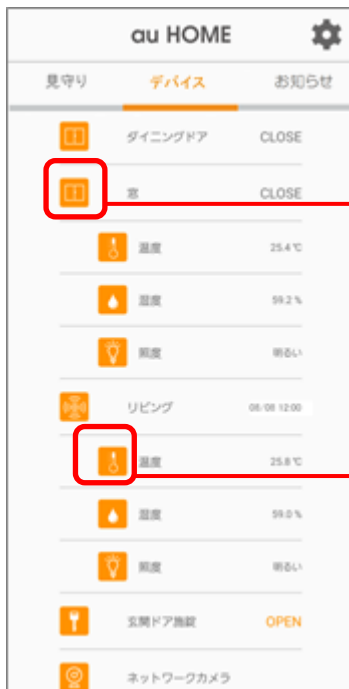 au HOME
見守り デバイス お知らせ
ダイニングドア CLOSE
窓 CLOSE
温度 25.4℃
湿度 59.2 %
照度 明るい
リビング 08/08 12:00
温度 25.8℃
湿度 59.0 %
照度 明るい
玄関ドア施錠 OPEN
ネットワークカメラ